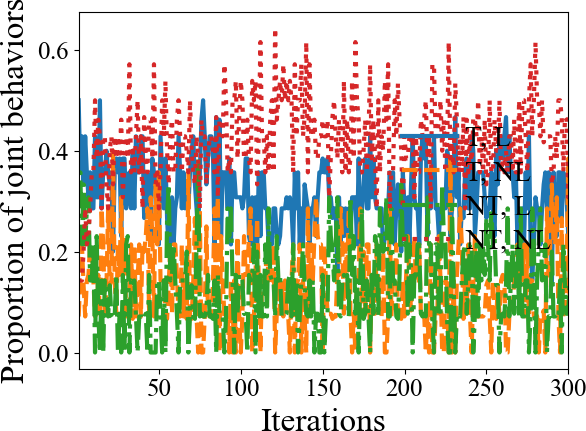 Proportion of joint behaviors
0.6
0.4
0.2
0.0
T, L
T, NL
NT, L
NT, NL
50
100
150
200
250
300
Iterations